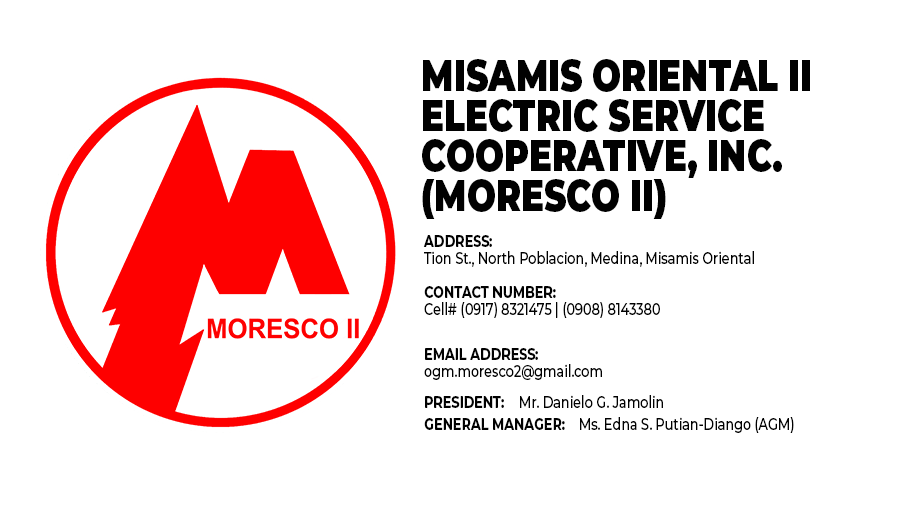 MISAMIS ORIENTAL II
ELECTRIC SERVICE
COOPERATIVE, INC.
(MORESCO II)
MORESCO II
ADDRESS:
Tion St., North Poblacion, Medina, Misamis Oriental
CONTACT NUMBER:
Cell# (0917) 8321475 | (0908) 8143380
EMAIL ADDRESS:
ogm.moresco2@gmail.com
PRESIDENT: Mr. Danielo G. Jamolin
GENERAL MANAGER: Ms. Edna S. Putian-Diango (AGM)